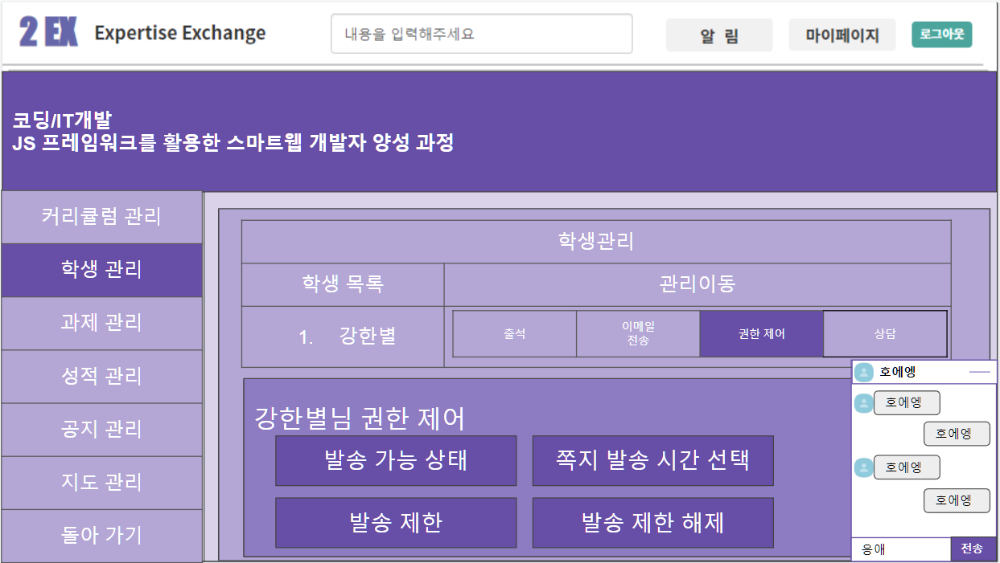 2 EX Expertise Exchange 내용을 입력해주세요 알 림 마이페이지 로그아웃
코딩/IT개발
JS 프레임워크를 활용한 스마트웹 개발자 양성 과정
커리큘럼 관리
학생 관리
과제 관리
성적 관리
공지 관리
지도 관리
돌아 가기
학생관리
학생 목록 관리이동
1. 강한별 출석 이메일 권한 제어 상담
전송
강한별님 권한 제어
발송 가능 상태 쪽지 발송 시간 선택
발송 제한 발송 제한 해제
호에엥
호에엥
호에엥
호에엥
호에엥
응애 전송